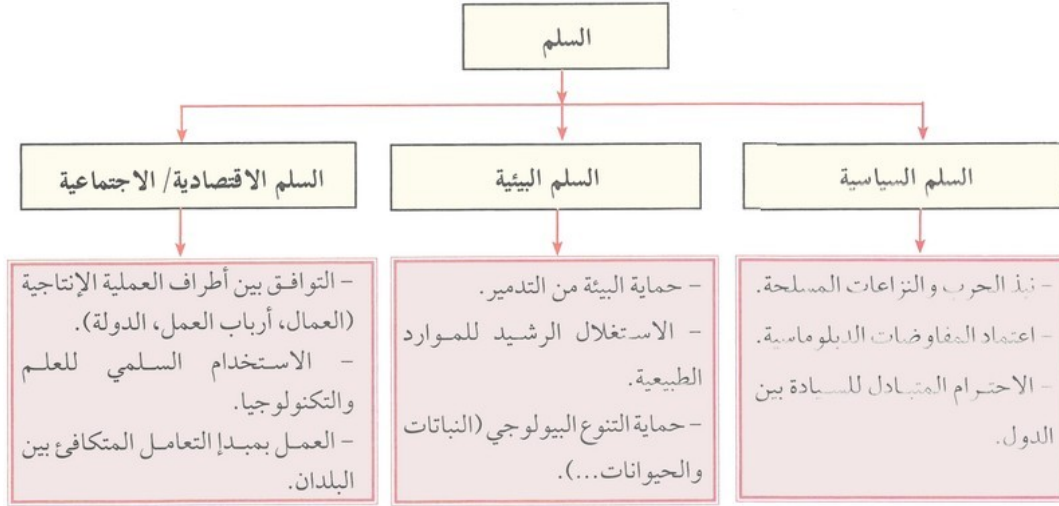 السلم
السلم السياسية
السلم البيئية
السلم الاقتصادية/ الاجتماعية
- نبذ الحرب والنزاعات المسلحة.
- اعتماد المفاوضات الدبلوماسية.
- الاحترام المتبادل للسيادة بين
الدول.
- حماية البيئة من التدمير.
- الاستغلال الرشيد للموارد
الطبيعية.
- حماية التنوع البيولوجي (النباتات
والحيوانات...).
- التوافق بين أطراف العملية الإنتاجية
(العمال، أرباب العمل، الدولة).
- الاستخدام السلمي للعلم
والتكنولوجيا.
- العمل بمبدإ التعامل المتكافئ بين
البلدان.